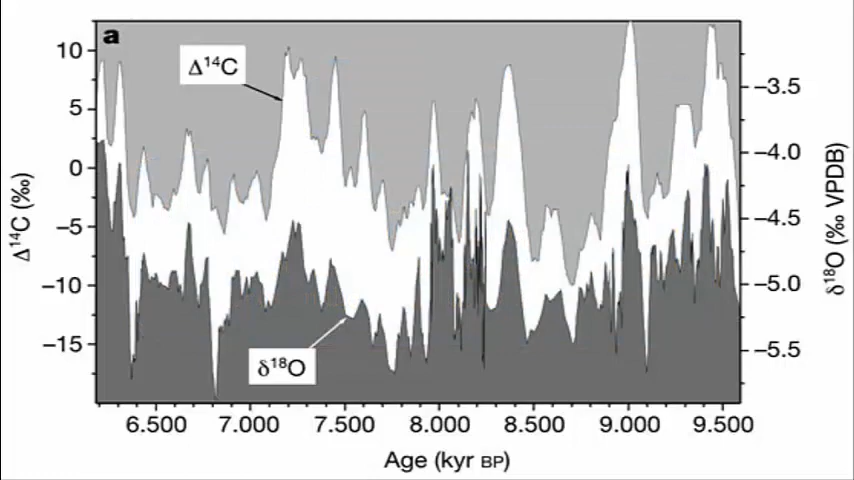 a
Δ¹⁴C
δ¹⁸O
10
5
0
−5
−10
−15
Δ¹⁴C (‰)
−3.5
−4.0
−4.5
−5.0
−5.5
δ¹⁸O (‰ VPDB)
6.500 7.000 7.500 8.000 8.500 9.000 9.500
Age (kyr BP)